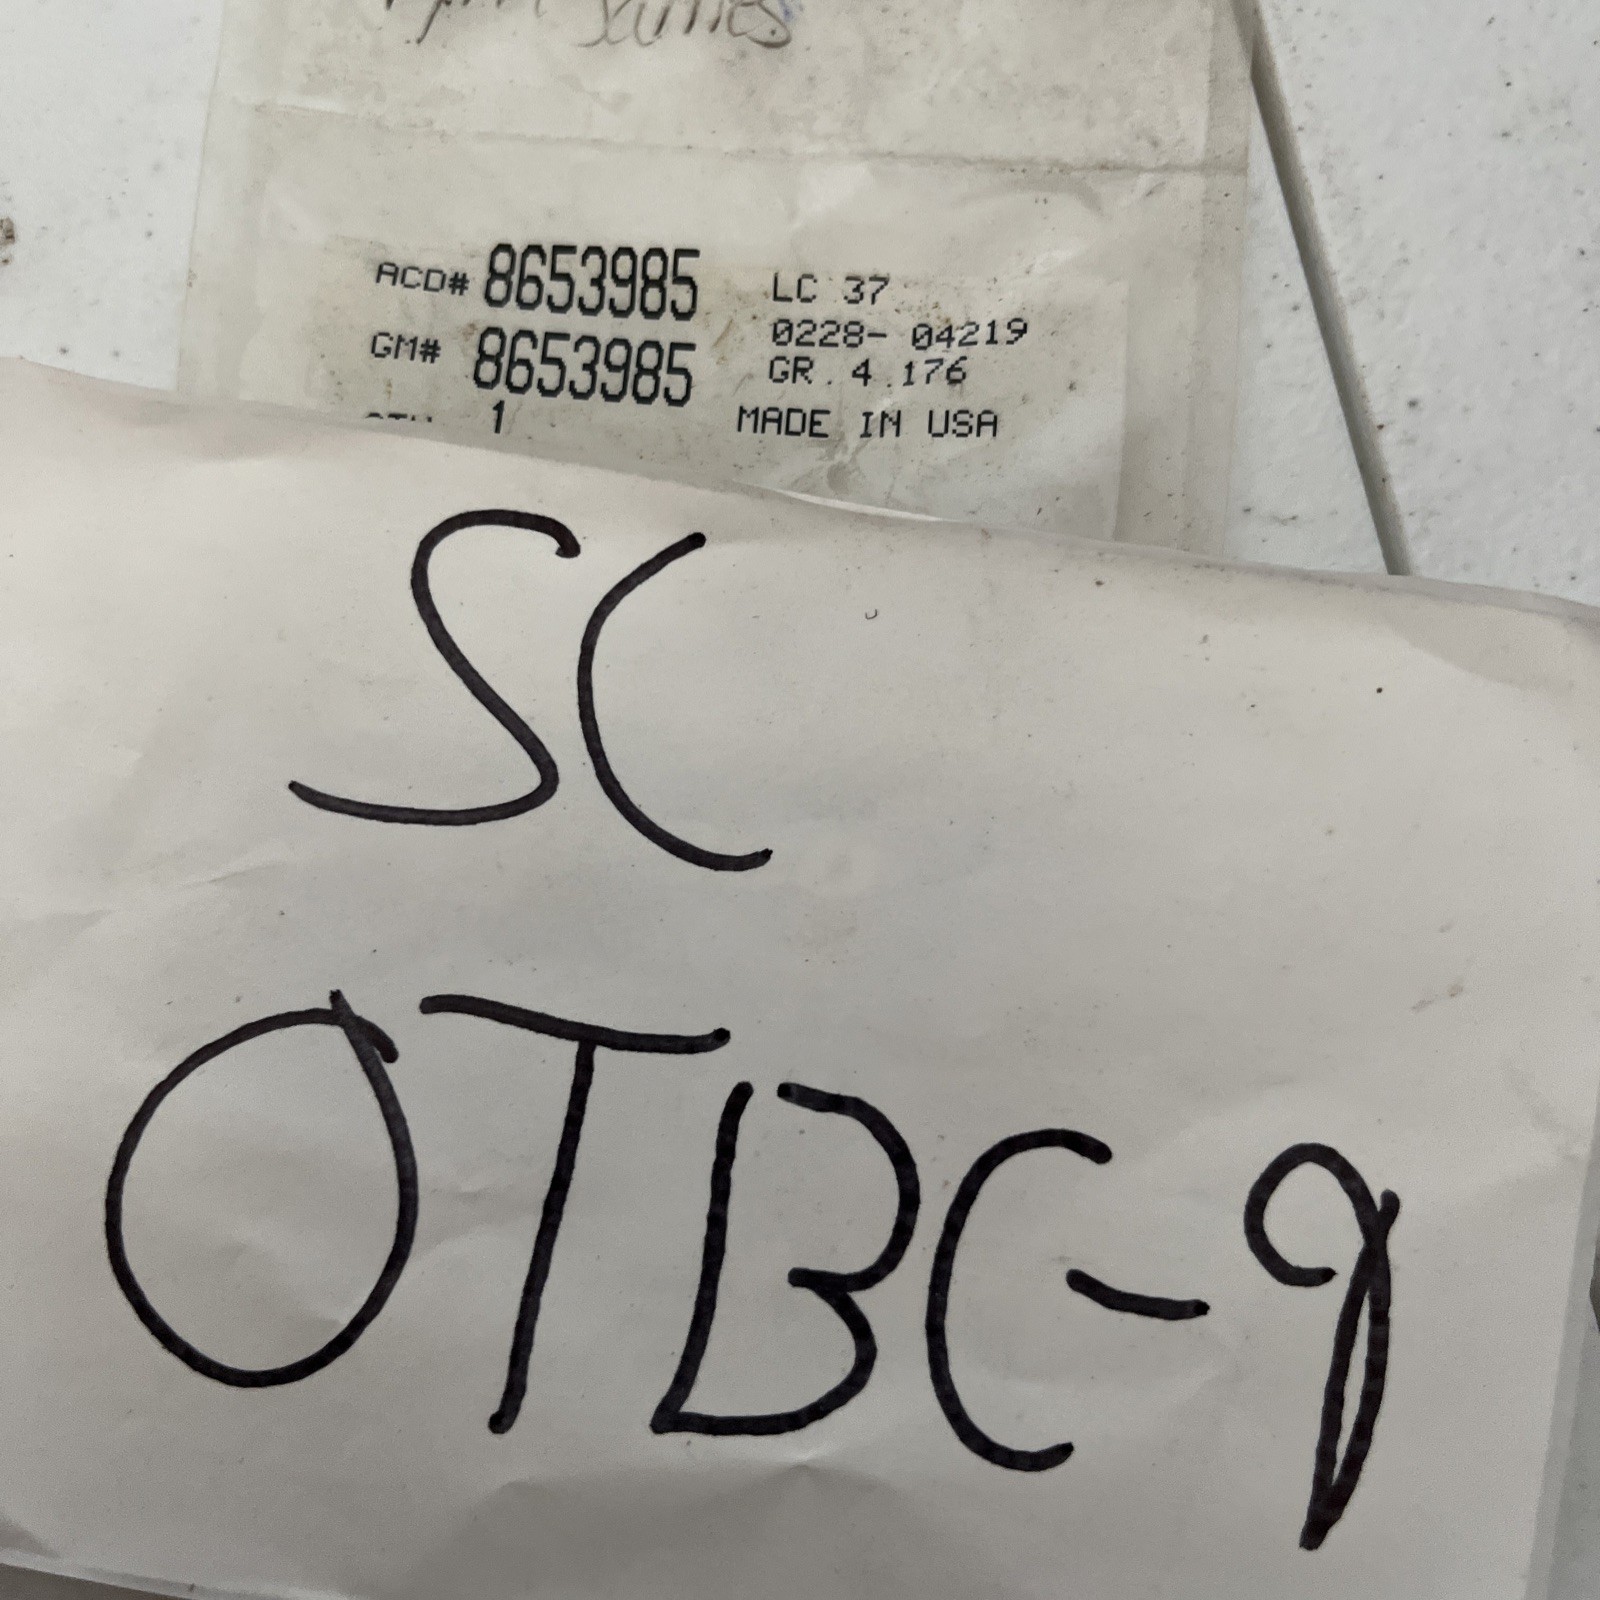 ACD# 8653985 LC 37
GM# 8653985 0228- 04219
GR. 4.176
1 MADE IN USA
SC
OTBC-9